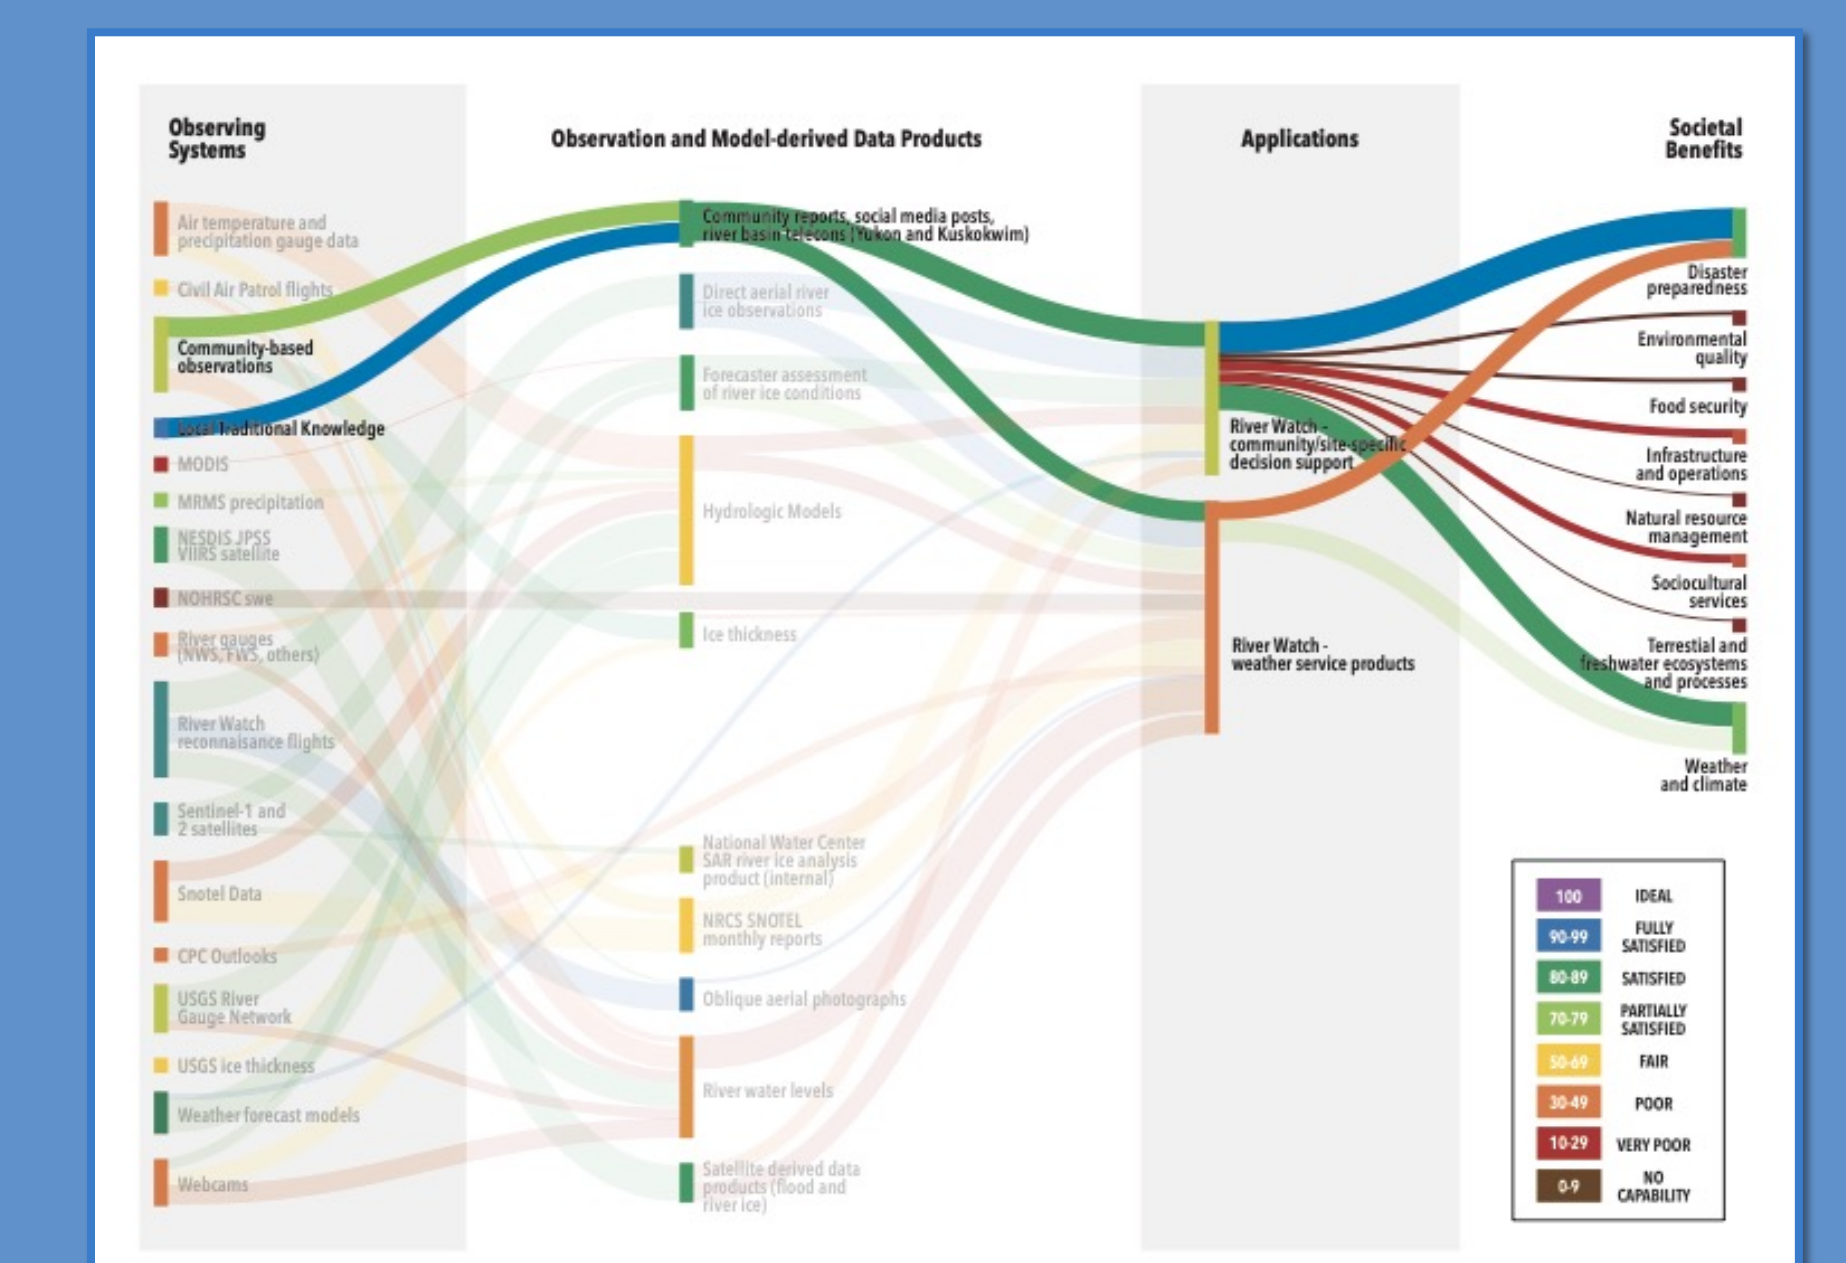 Observing
Systems
Observation and Model-derived Data Products
Applications
Societal
Benefits
Air temperature and
precipitation gauge data
Civil Air Patrol flights
Community-based
observations
Local Traditional Knowledge
MODIS
MRMS precipitation
NESDIS JPSS
VIIRS satellite
NOHRSC swe
River gauges
(NWS, FWS, others)
River Watch
reconnaisance flights
Sentinel-1 and
2 satellites
Snotel Data
CPC Outlooks
USGS River
Gauge Network
USGS ice thickness
Weather forecast models
Webcams
Community reports, social media posts,
river basin telecons (Yukon and Kuskokwim)
Direct aerial river
ice observations
Forecaster assessment
of river ice conditions
Hydrologic Models
Ice thickness
National Water Center
SAR river ice analysis
product (internal)
NRCS SNOTEL
monthly reports
Oblique aerial photographs
River water levels
Satellite derived data
products (flood and
river ice)
River Watch -
community/site-specific
decision support
River Watch -
weather service products
Disaster
preparedness
Environmental
quality
Food security
Infrastructure
and operations
Natural resource
management
Sociocultural
services
Terrestial and
freshwater ecosystems
and processes
Weather
and climate
100 IDEAL
90-99 FULLY
SATISFIED
80-89 SATISFIED
70-79 PARTIALLY
SATISFIED
50-69 FAIR
30-49 POOR
10-29 VERY POOR
0-9 NO
CAPABILITY